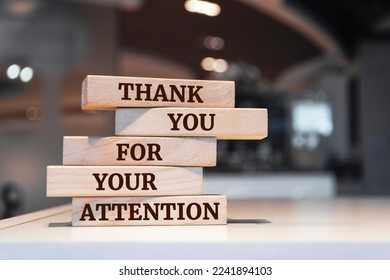 THANK
YOU
FOR
YOUR
ATTENTION
shutterstock.com · 2241894103